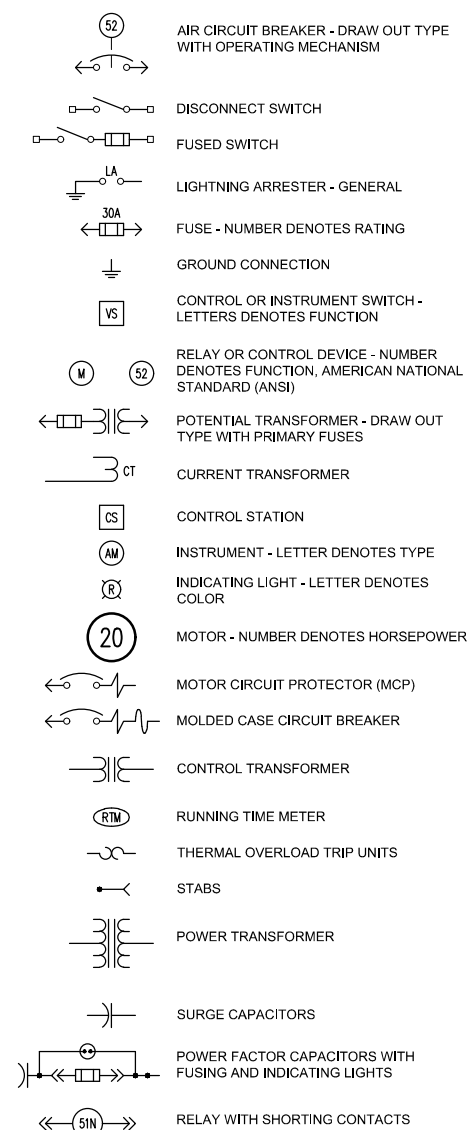 52
AIR CIRCUIT BREAKER - DRAW OUT TYPE
WITH OPERATING MECHANISM
DISCONNECT SWITCH
FUSED SWITCH
LA
LIGHTNING ARRESTER - GENERAL
30A
FUSE - NUMBER DENOTES RATING
GROUND CONNECTION
VS
CONTROL OR INSTRUMENT SWITCH -
LETTERS DENOTES FUNCTION
M 52
RELAY OR CONTROL DEVICE - NUMBER
DENOTES FUNCTION, AMERICAN NATIONAL
STANDARD (ANSI)
POTENTIAL TRANSFORMER - DRAW OUT
TYPE WITH PRIMARY FUSES
CT
CURRENT TRANSFORMER
CS
CONTROL STATION
AM
INSTRUMENT - LETTER DENOTES TYPE
R
INDICATING LIGHT - LETTER DENOTES
COLOR
20
MOTOR - NUMBER DENOTES HORSEPOWER
MOTOR CIRCUIT PROTECTOR (MCP)
MOLDED CASE CIRCUIT BREAKER
CONTROL TRANSFORMER
RTM
RUNNING TIME METER
THERMAL OVERLOAD TRIP UNITS
STABS
POWER TRANSFORMER
SURGE CAPACITORS
POWER FACTOR CAPACITORS WITH
FUSING AND INDICATING LIGHTS
51N
RELAY WITH SHORTING CONTACTS